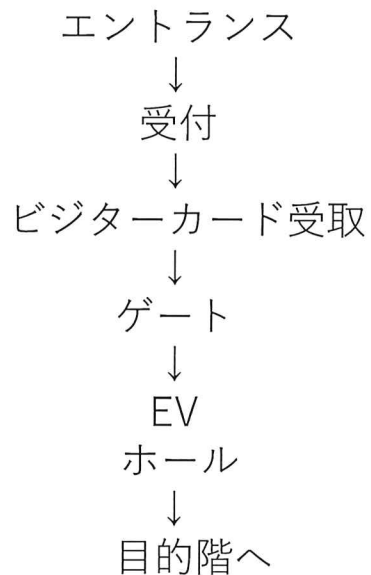 エントランス
↓
受付
↓
ビジターカード受取
↓
ゲート
↓
EV
ホール
↓
目的階へ